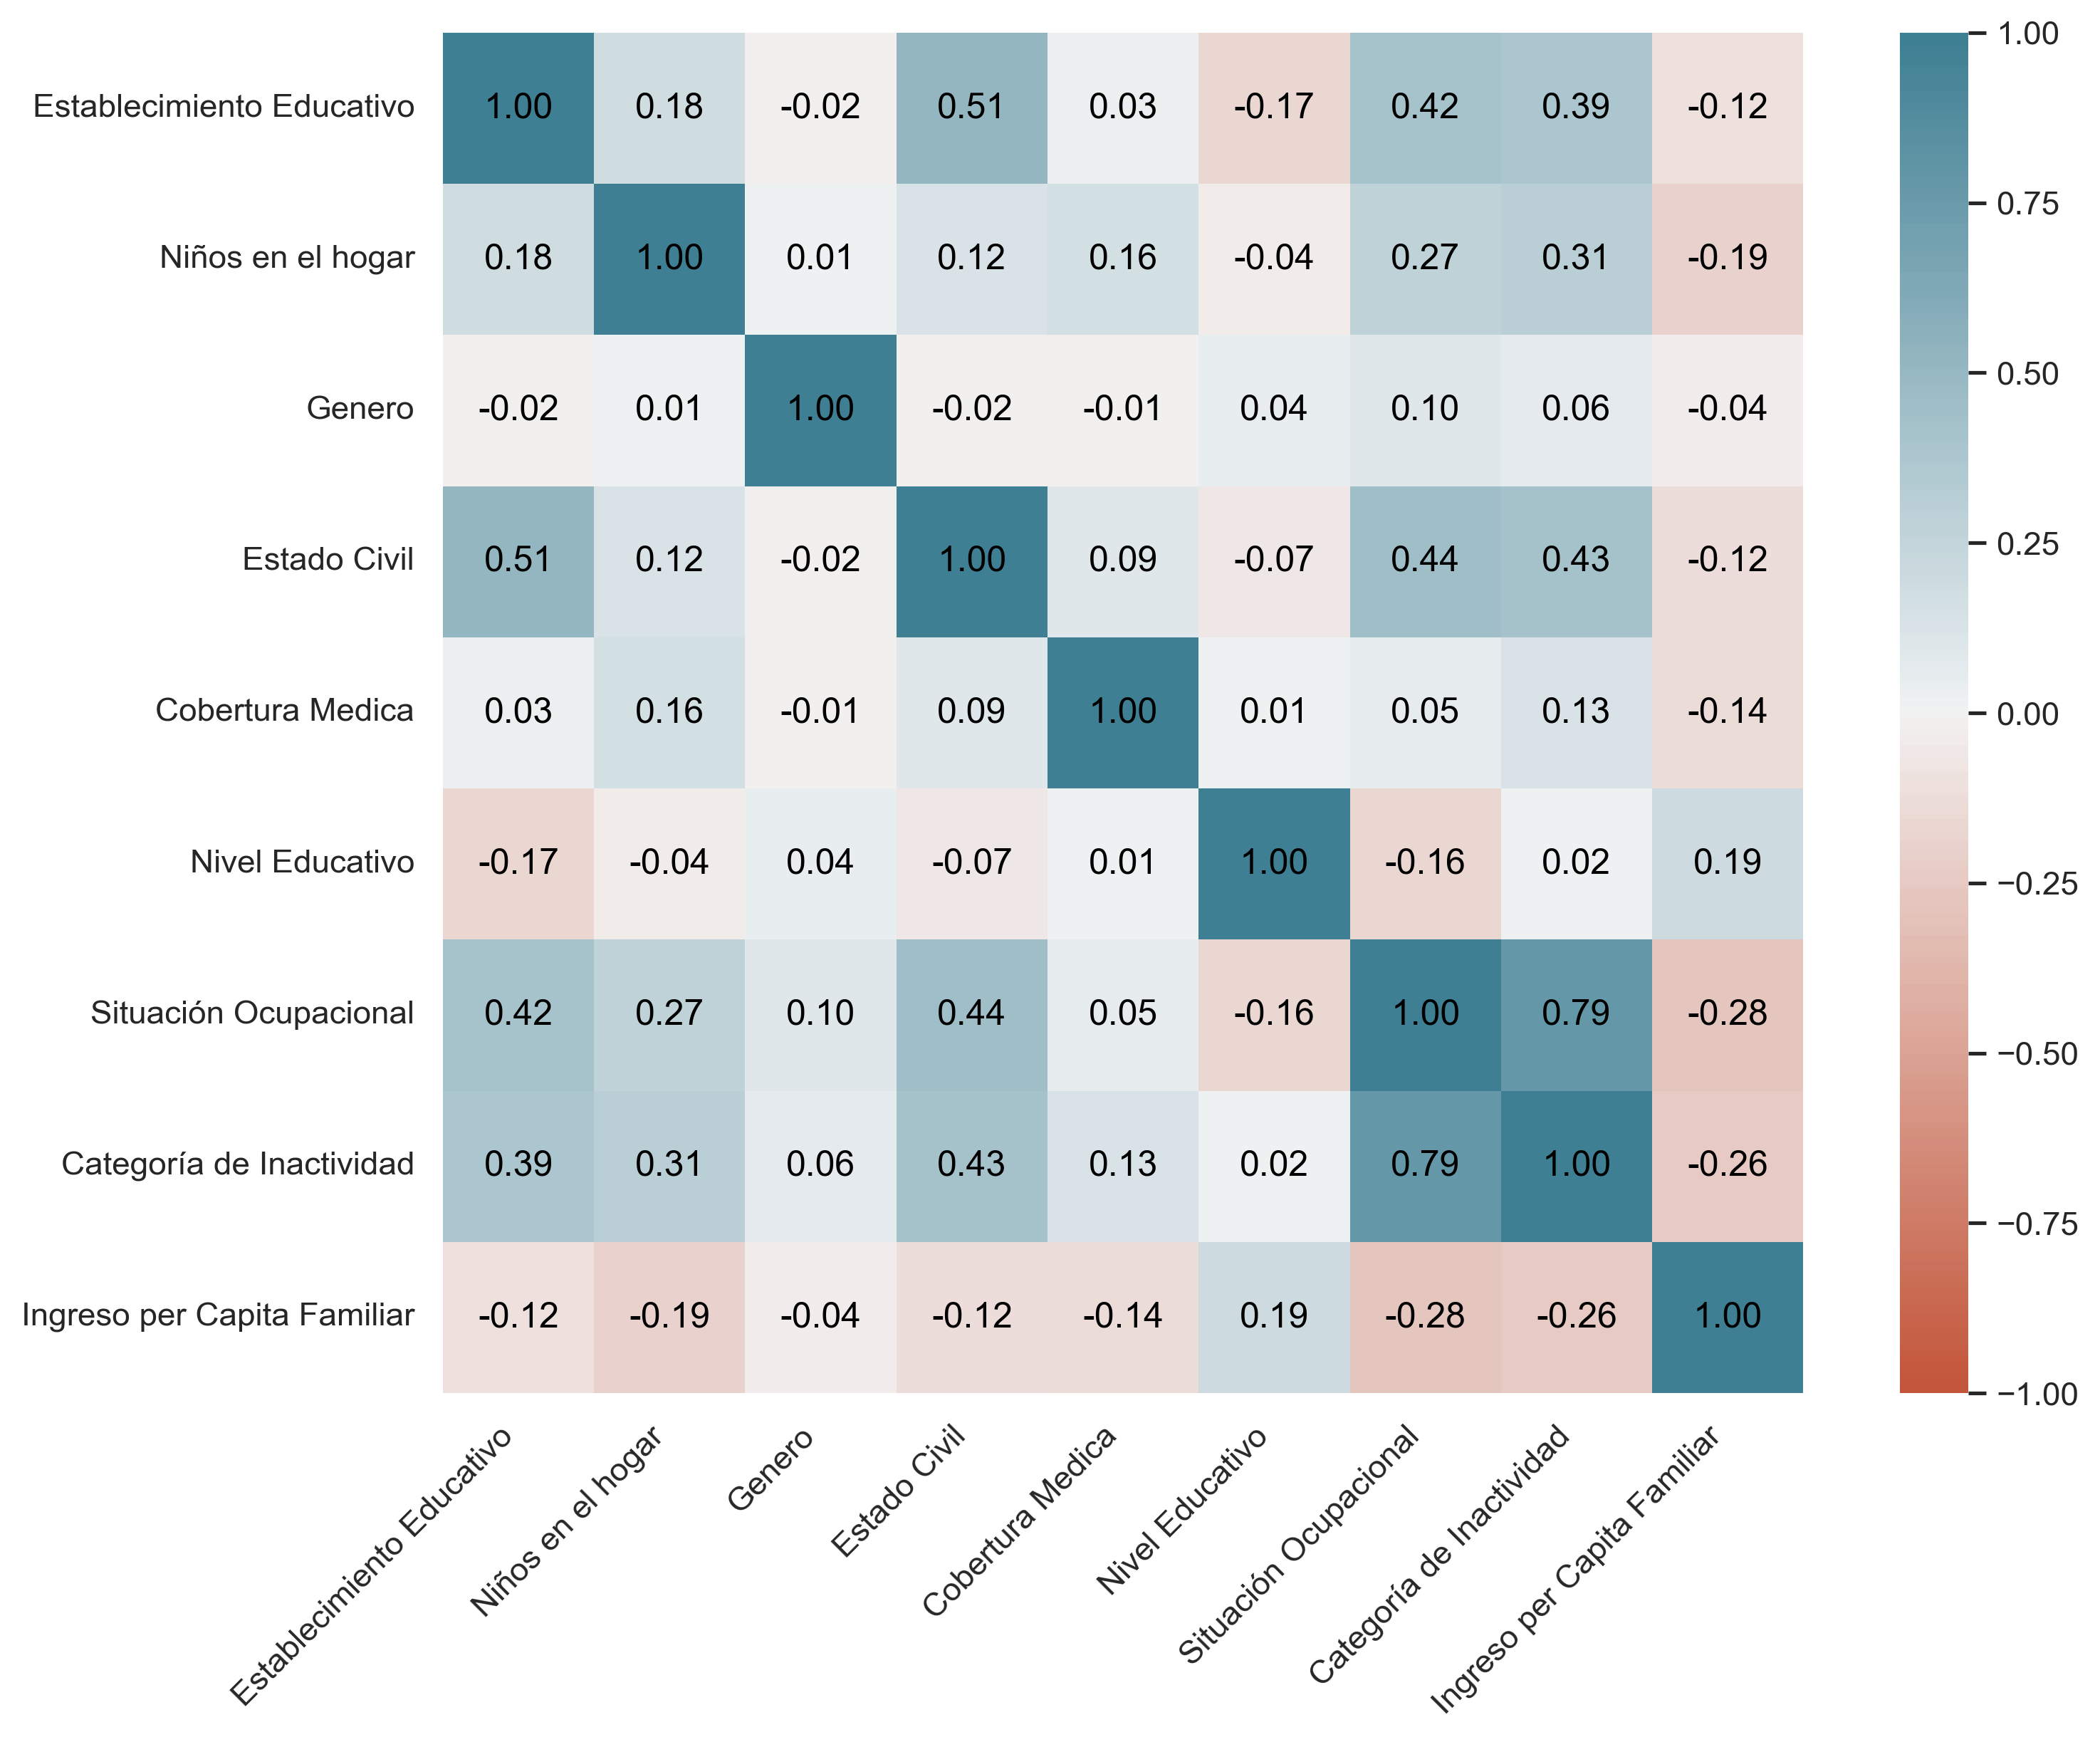 Establecimiento Educativo 1.00 0.18 -0.02 0.51 0.03 -0.17 0.42 0.39 -0.12
Niños en el hogar 0.18 1.00 0.01 0.12 0.16 -0.04 0.27 0.31 -0.19
Genero -0.02 0.01 1.00 -0.02 -0.01 0.04 0.10 0.06 -0.04
Estado Civil 0.51 0.12 -0.02 1.00 0.09 -0.07 0.44 0.43 -0.12
Cobertura Medica 0.03 0.16 -0.01 0.09 1.00 0.01 0.05 0.13 -0.14
Nivel Educativo -0.17 -0.04 0.04 -0.07 0.01 1.00 -0.16 0.02 0.19
Situación Ocupacional 0.42 0.27 0.10 0.44 0.05 -0.16 1.00 0.79 -0.28
Categoría de Inactividad 0.39 0.31 0.06 0.43 0.13 0.02 0.79 1.00 -0.26
Ingreso per Capita Familiar -0.12 -0.19 -0.04 -0.12 -0.14 0.19 -0.28 -0.26 1.00
Establecimiento Educativo
Niños en el hogar
Genero
Estado Civil
Cobertura Medica
Nivel Educativo
Situación Ocupacional
Categoría de Inactividad
Ingreso per Capita Familiar
1.00
0.75
0.50
0.25
0.00
−0.25
−0.50
−0.75
−1.00